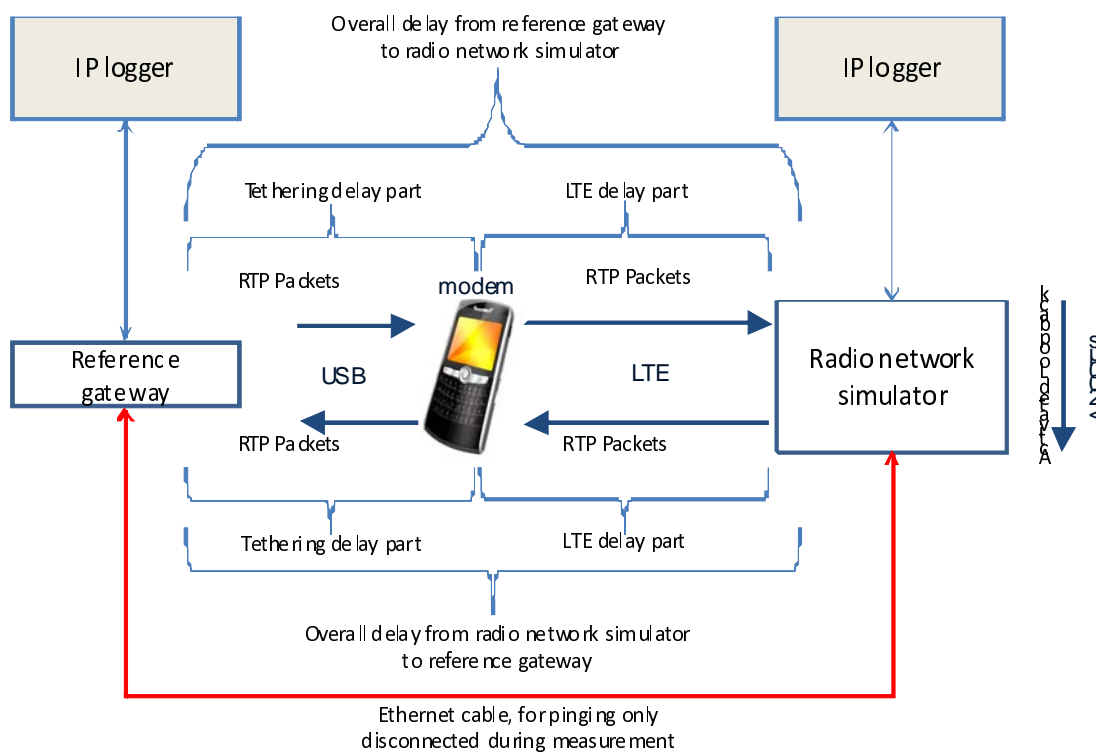 Overall delay from reference gateway
to radio network simulator
IP logger
IP logger
Tethering delay part
LTE delay part
RTP Packets
RTP Packets
modem
Reference
gateway
USB
LTE
Radio network
simulator
RTP Packets
RTP Packets
Tethering delay part
LTE delay part
Overall delay from radio network simulator
to reference gateway
Ethernet cable, for pinging only
disconnected during measurement